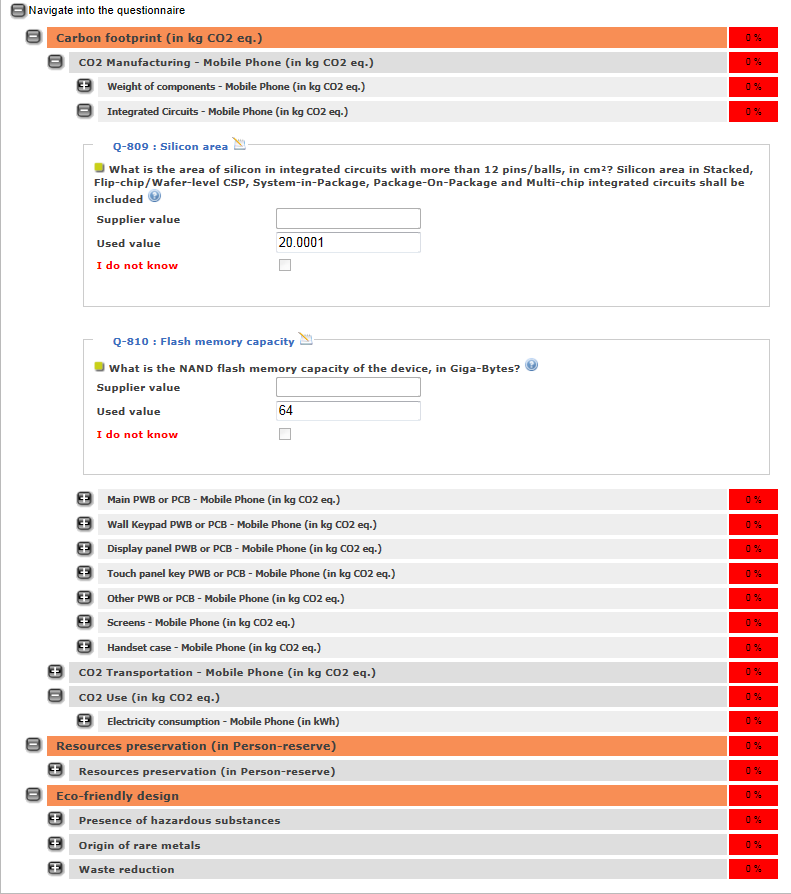 Navigate into the questionnaire
Carbon footprint (in kg CO2 eq.) 0 %
CO2 Manufacturing - Mobile Phone (in kg CO2 eq.) 0 %
Weight of components - Mobile Phone (in kg CO2 eq.) 0 %
Integrated Circuits - Mobile Phone (in kg CO2 eq.) 0 %
Q-809 : Silicon area
What is the area of silicon in integrated circuits with more than 12 pins/balls, in cm²? Silicon area in Stacked,
Flip-chip/Wafer-level CSP, System-in-Package, Package-On-Package and Multi-chip integrated circuits shall be
included
Supplier value
Used value 20.0001
I do not know
Q-810 : Flash memory capacity
What is the NAND flash memory capacity of the device, in Giga-Bytes?
Supplier value
Used value 64
I do not know
Main PWB or PCB - Mobile Phone (in kg CO2 eq.) 0 %
Wall Keypad PWB or PCB - Mobile Phone (in kg CO2 eq.) 0 %
Display panel PWB or PCB - Mobile Phone (in kg CO2 eq.) 0 %
Touch panel key PWB or PCB - Mobile Phone (in kg CO2 eq.) 0 %
Other PWB or PCB - Mobile Phone (in kg CO2 eq.) 0 %
Screens - Mobile Phone (in kg CO2 eq.) 0 %
Handset case - Mobile Phone (in kg CO2 eq.) 0 %
CO2 Transportation - Mobile Phone (in kg CO2 eq.) 0 %
CO2 Use (in kg CO2 eq.) 0 %
Electricity consumption - Mobile Phone (in kWh) 0 %
Resources preservation (in Person-reserve) 0 %
Resources preservation (in Person-reserve) 0 %
Eco-friendly design 0 %
Presence of hazardous substances 0 %
Origin of rare metals 0 %
Waste reduction 0 %